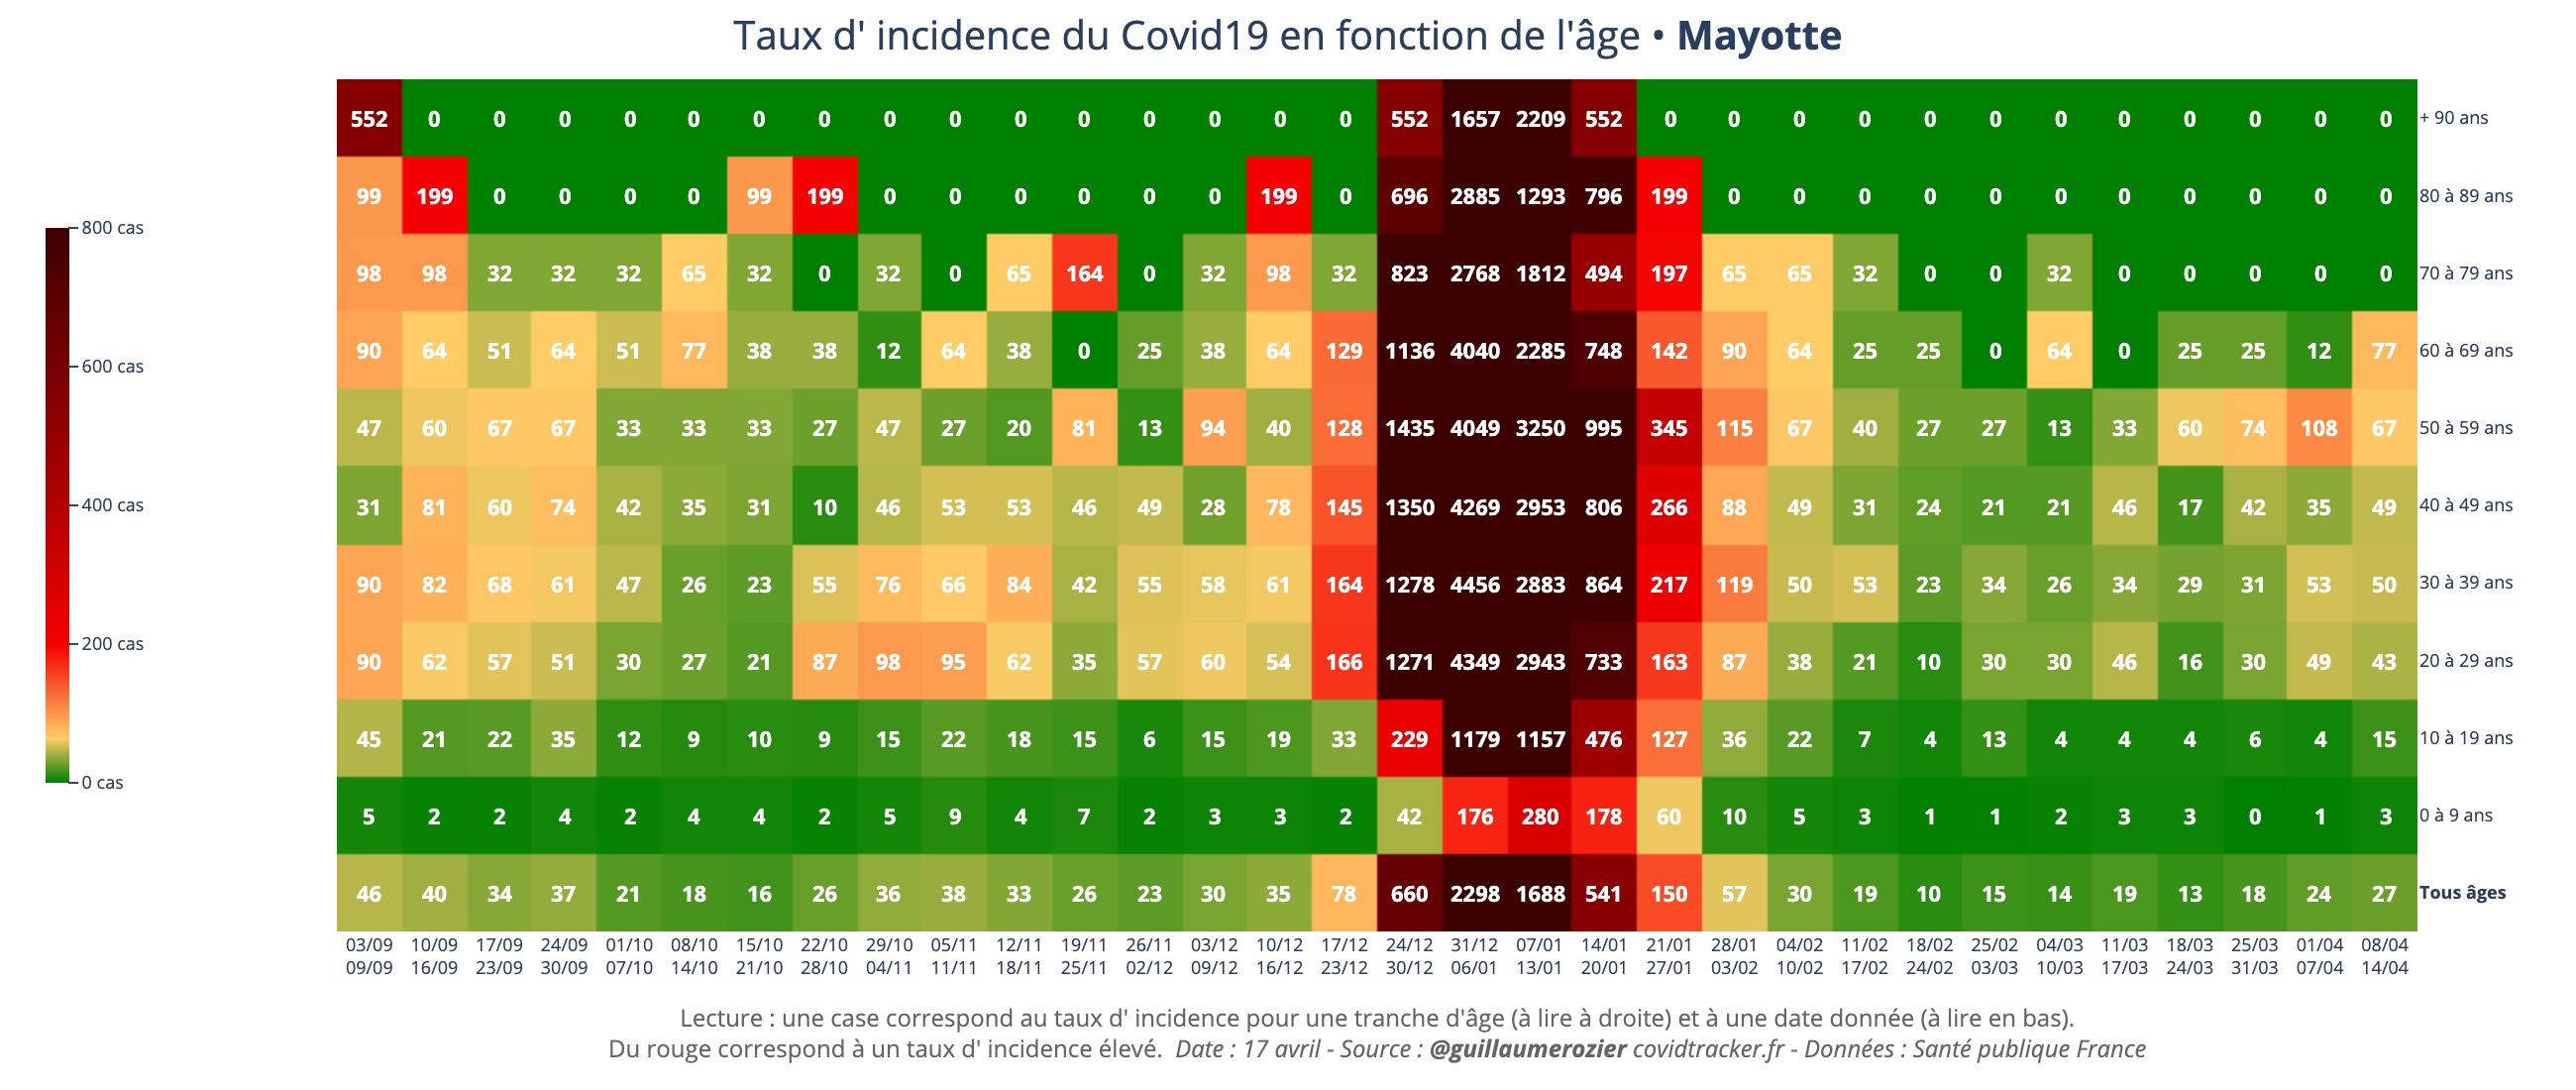 Taux d' incidence du Covid19 en fonction de l'âge • Mayotte
800 cas
600 cas
400 cas
200 cas
0 cas
552 0 0 0 0 0 0 0 0 0 0 0 0 0 0 0 552 1657 2209 552 0 0 0 0 0 0 0 0 0 0 0 0 + 90 ans
99 199 0 0 0 0 99 199 0 0 0 0 0 0 199 0 696 2885 1293 796 199 0 0 0 0 0 0 0 0 0 0 0 80 à 89 ans
98 98 32 32 32 65 32 0 32 0 65 164 0 32 98 32 823 2768 1812 494 197 65 65 32 0 0 32 0 0 0 0 0 70 à 79 ans
90 64 51 64 51 77 38 38 12 64 38 0 25 38 64 129 1136 4040 2285 748 142 90 64 25 25 0 64 0 25 25 12 77 60 à 69 ans
47 60 67 67 33 33 33 27 47 27 20 81 13 94 40 128 1435 4049 3250 995 345 115 67 40 27 27 13 33 60 74 108 67 50 à 59 ans
31 81 60 74 42 35 31 10 46 53 53 46 49 28 78 145 1350 4269 2953 806 266 88 49 31 24 21 21 46 17 42 35 49 40 à 49 ans
90 82 68 61 47 26 23 55 76 66 84 42 55 58 61 164 1278 4456 2883 864 217 119 50 53 23 34 26 34 29 31 53 50 30 à 39 ans
90 62 57 51 30 27 21 87 98 95 62 35 57 60 54 166 1271 4349 2943 733 163 87 38 21 10 30 30 46 16 30 49 43 20 à 29 ans
45 21 22 35 12 9 10 9 15 22 18 15 6 15 19 33 229 1179 1157 476 127 36 22 7 4 13 4 4 4 6 4 15 10 à 19 ans
5 2 2 4 2 4 4 2 5 9 4 7 2 3 3 2 42 176 280 178 60 10 5 3 1 1 2 3 3 0 1 3 0 à 9 ans
46 40 34 37 21 18 16 26 36 38 33 26 23 30 35 78 660 2298 1688 541 150 57 30 19 10 15 14 19 13 18 24 27 Tous âges
03/09 10/09 17/09 24/09 01/10 08/10 15/10 22/10 29/10 05/11 12/11 19/11 26/11 03/12 10/12 17/12 24/12 31/12 07/01 14/01 21/01 28/01 04/02 11/02 18/02 25/02 04/03 11/03 18/03 25/03 01/04 08/04
09/09 16/09 23/09 30/09 07/10 14/10 21/10 28/10 04/11 11/11 18/11 25/11 02/12 09/12 16/12 23/12 30/12 06/01 13/01 20/01 27/01 03/02 10/02 17/02 24/02 03/03 10/03 17/03 24/03 31/03 07/04 14/04
Lecture : une case correspond au taux d' incidence pour une tranche d'âge (à lire à droite) et à une date donnée (à lire en bas).
Du rouge correspond à un taux d' incidence élevé. Date : 17 avril - Source : @guillaumerozier covidtracker.fr - Données : Santé publique France